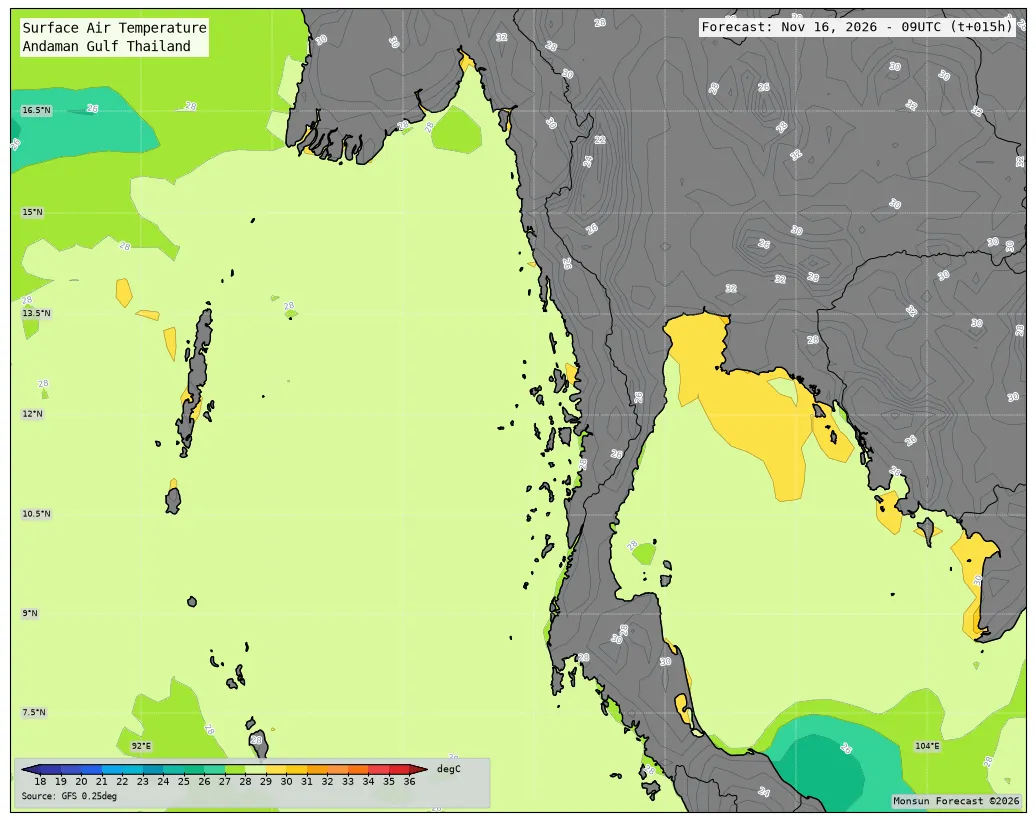 Surface Air Temperature
Andaman Gulf Thailand
Forecast: Nov 16, 2026 - 09UTC (t+015h)
16.5°N
15°N
13.5°N
12°N
10.5°N
9°N
7.5°N
92°E
104°E
18 19 20 21 22 23 24 25 26 27 28 29 30 31 32 33 34 35 36
degC
Source: GFS 0.25deg
Monsun Forecast ©2026